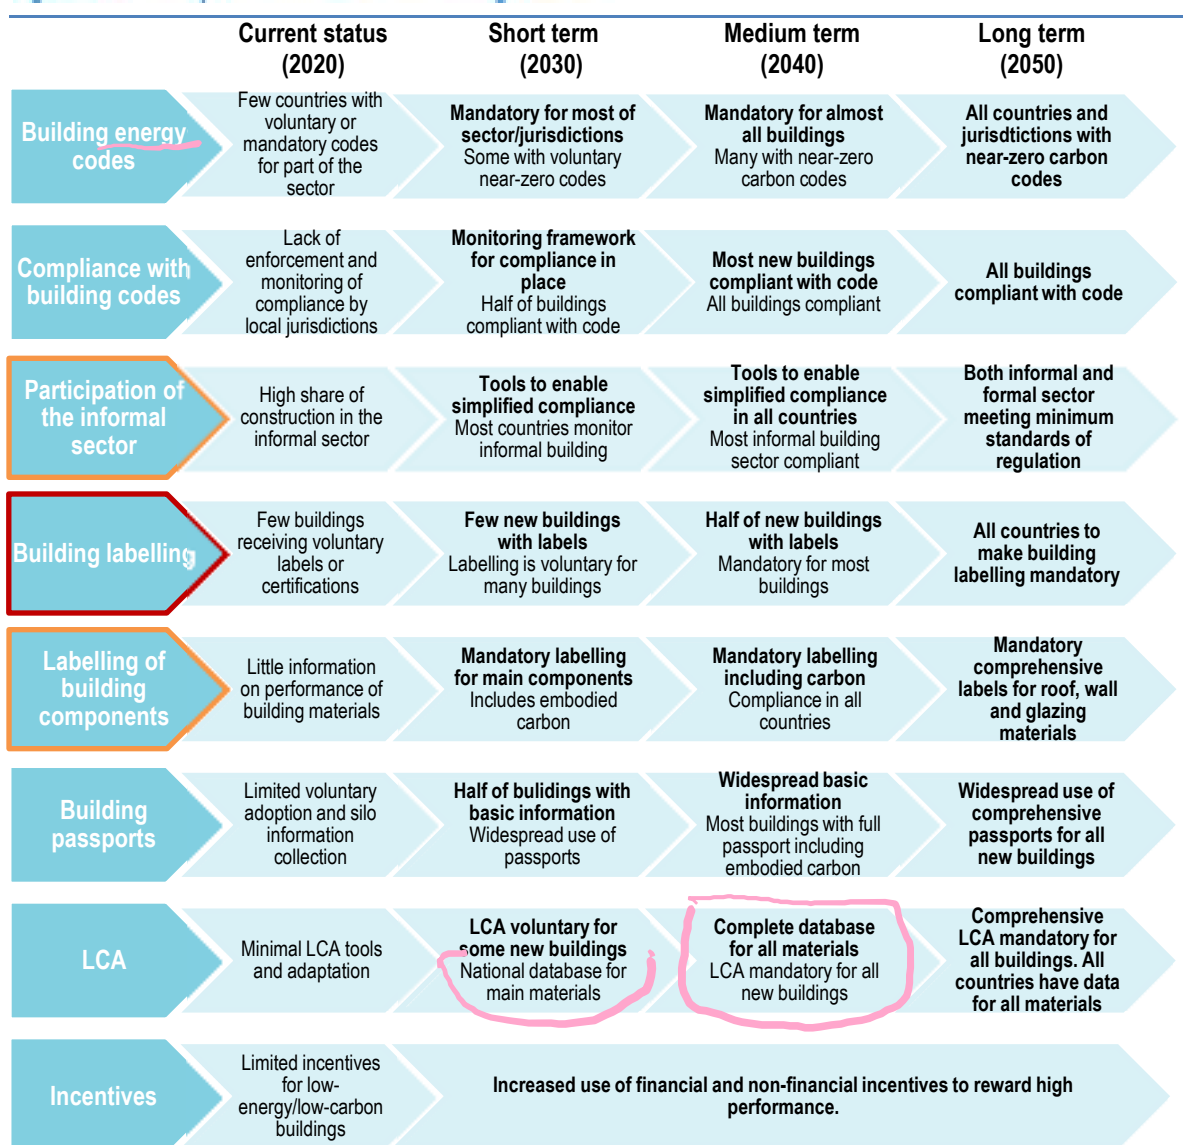 Current status
(2020)
Short term
(2030)
Medium term
(2040)
Long term
(2050)
Building energy
codes
Few countries with
voluntary or
mandatory codes
for part of the
sector
Mandatory for most of
sector/jurisdictions
Some with voluntary
near-zero codes
Mandatory for almost
all buildings
Many with near-zero
carbon codes
All countries and
jurisdtictions with
near-zero carbon
codes
Compliance with
building codes
Lack of
enforcement and
monitoring of
compliance by
local jurisdictions
Monitoring framework
for compliance in
place
Half of buildings
compliant with code
Most new buildings
compliant with code
All buildings compliant
All buildings
compliant with code
Participation of
the informal
sector
High share of
construction in the
informal sector
Tools to enable
simplified compliance
Most countries monitor
informal building
Tools to enable
simplified compliance
in all countries
Most informal building
sector compliant
Both informal and
formal sector
meeting minimum
standards of
regulation
Building labelling
Few buildings
receiving voluntary
labels or
certifications
Few new buildings
with labels
Labelling is voluntary for
many buildings
Half of new buildings
with labels
Mandatory for most
buildings
All countries to
make building
labelling mandatory
Labelling of
building
components
Little information
on performance of
building materials
Mandatory labelling
for main components
Includes embodied
carbon
Mandatory labelling
including carbon
Compliance in all
countries
Mandatory
comprehensive
labels for roof, wall
and glazing
materials
Building
passports
Limited voluntary
adoption and silo
information
collection
Half of bulidings with
basic information
Widespread use of
passports
Widespread basic
information
Most buildings with full
passport including
embodied carbon
Widespread use of
comprehensive
passports for all
new buildings
LCA
Minimal LCA tools
and adaptation
LCA voluntary for
some new buildings
National database for
main materials
Complete database
for all materials
LCA mandatory for all
new buildings
Comprehensive
LCA mandatory for
all buildings. All
countries have data
for all materials
Incentives
Limited incentives
for low-
energy/low-carbon
buildings
Increased use of financial and non-financial incentives to reward high
performance.